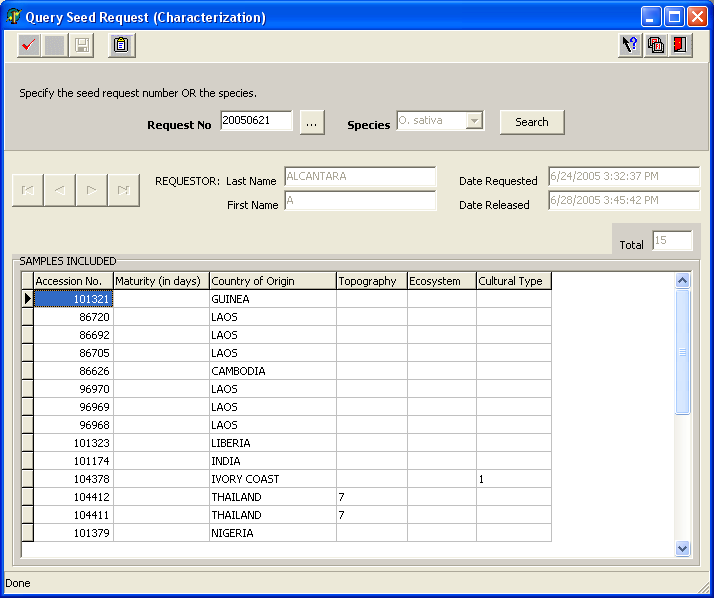 Query Seed Request (Characterization)
Specify the seed request number OR the species.
Request No 20050621 ... Species O. sativa Search
REQUESTOR: Last Name ALCANTARA Date Requested 6/24/2005 3:32:37 PM
First Name A Date Released 6/28/2005 3:45:42 PM
Total 15
SAMPLES INCLUDED
Accession No. Maturity (in days) Country of Origin Topography Ecosystem Cultural Type
101321 GUINEA
86720 LAOS
86692 LAOS
86705 LAOS
86626 CAMBODIA
96970 LAOS
96969 LAOS
96968 LAOS
101323 LIBERIA
101174 INDIA
104378 IVORY COAST 1
104412 THAILAND 7
104411 THAILAND 7
101379 NIGERIA
Done